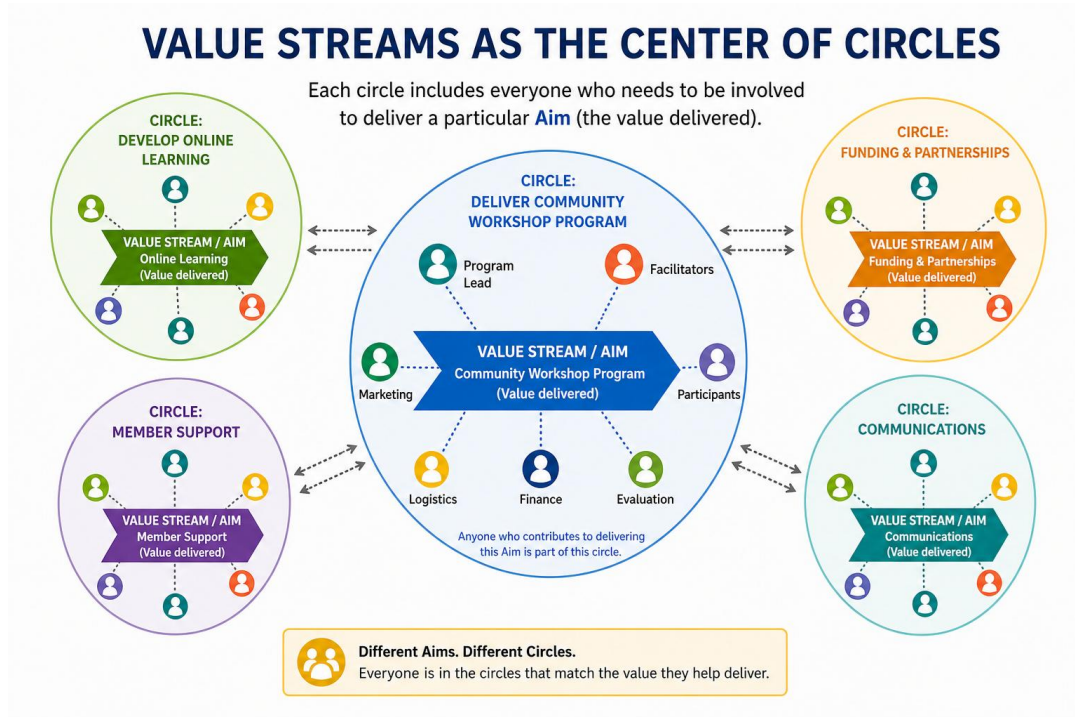 VALUE STREAMS AS THE CENTER OF CIRCLES
Each circle includes everyone who needs to be involved
to deliver a particular Aim (the value delivered).
CIRCLE:
DEVELOP ONLINE
LEARNING
VALUE STREAM / AIM
Online Learning
(Value delivered)
CIRCLE:
DELIVER COMMUNITY
WORKSHOP PROGRAM
Program
Lead
Facilitators
Marketing
VALUE STREAM / AIM
Community Workshop Program
(Value delivered)
Participants
Logistics
Finance
Evaluation
Anyone who contributes to delivering
this Aim is part of this circle.
CIRCLE:
FUNDING & PARTNERSHIPS
VALUE STREAM / AIM
Funding & Partnerships
(Value delivered)
CIRCLE:
MEMBER SUPPORT
VALUE STREAM / AIM
Member Support
(Value delivered)
CIRCLE:
COMMUNICATIONS
VALUE STREAM / AIM
Communications
(Value delivered)
Different Aims. Different Circles.
Everyone is in the circles that match the value they help deliver.